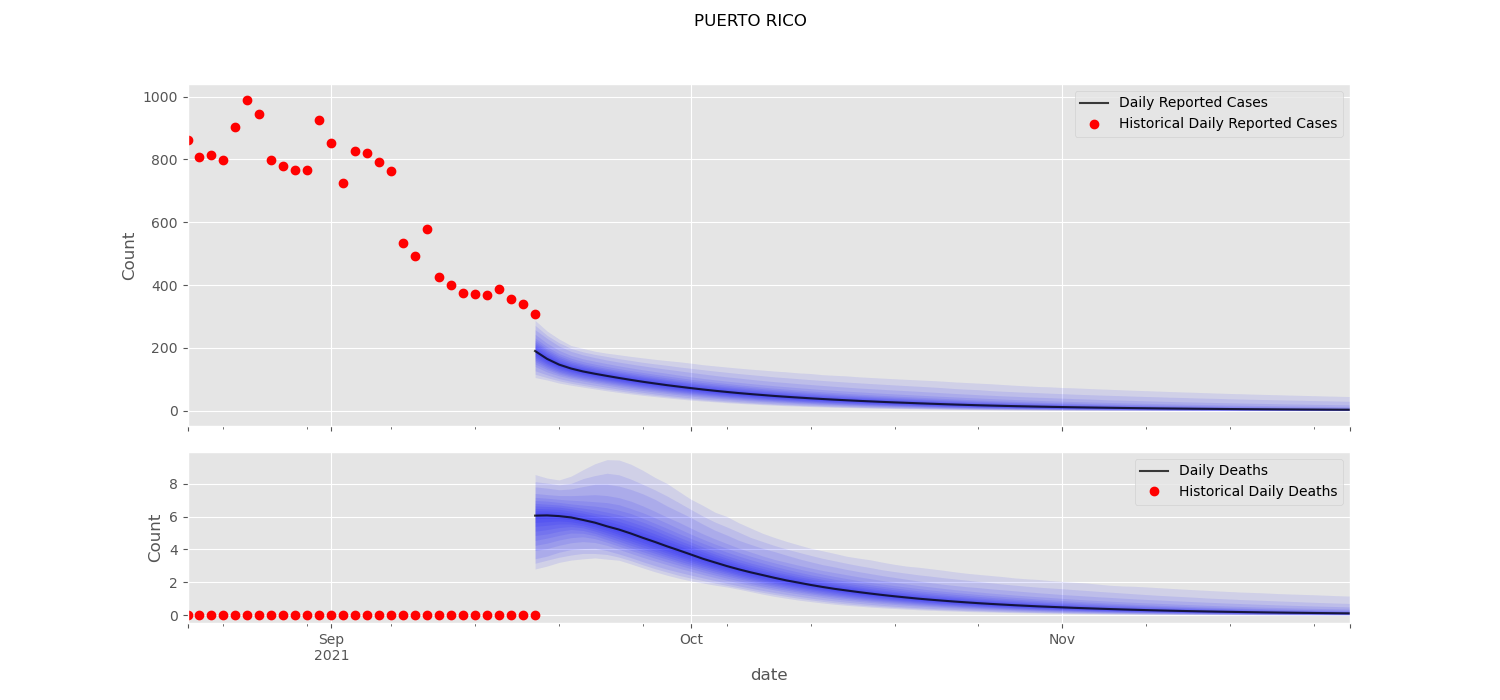 PUERTO RICO
1000
800
600
400
200
0
Count
Daily Reported Cases
Historical Daily Reported Cases
8
6
4
2
0
Count
Daily Deaths
Historical Daily Deaths
Sep
2021
Oct
Nov
date